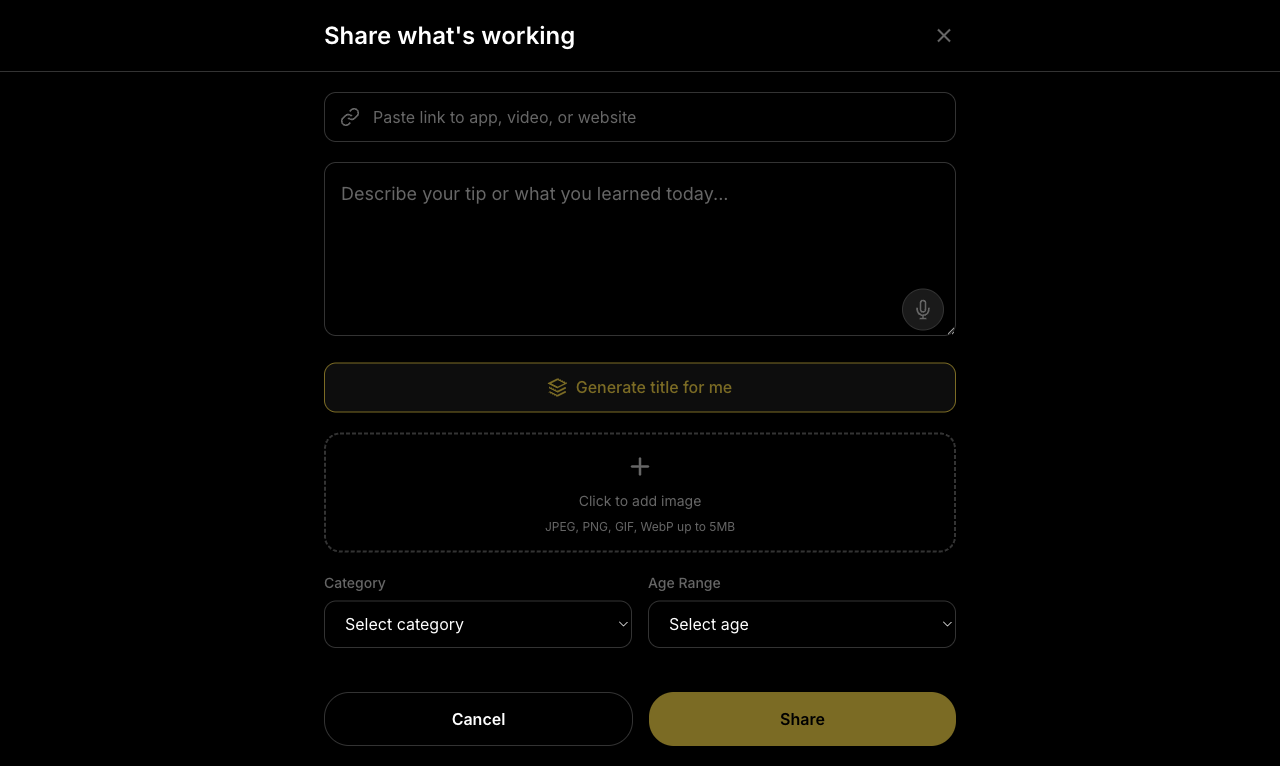 Share what's working
Paste link to app, video, or website
Describe your tip or what you learned today...
Generate title for me
Click to add image
JPEG, PNG, GIF, WebP up to 5MB
Category
Age Range
Select category
Select age
Cancel
Share